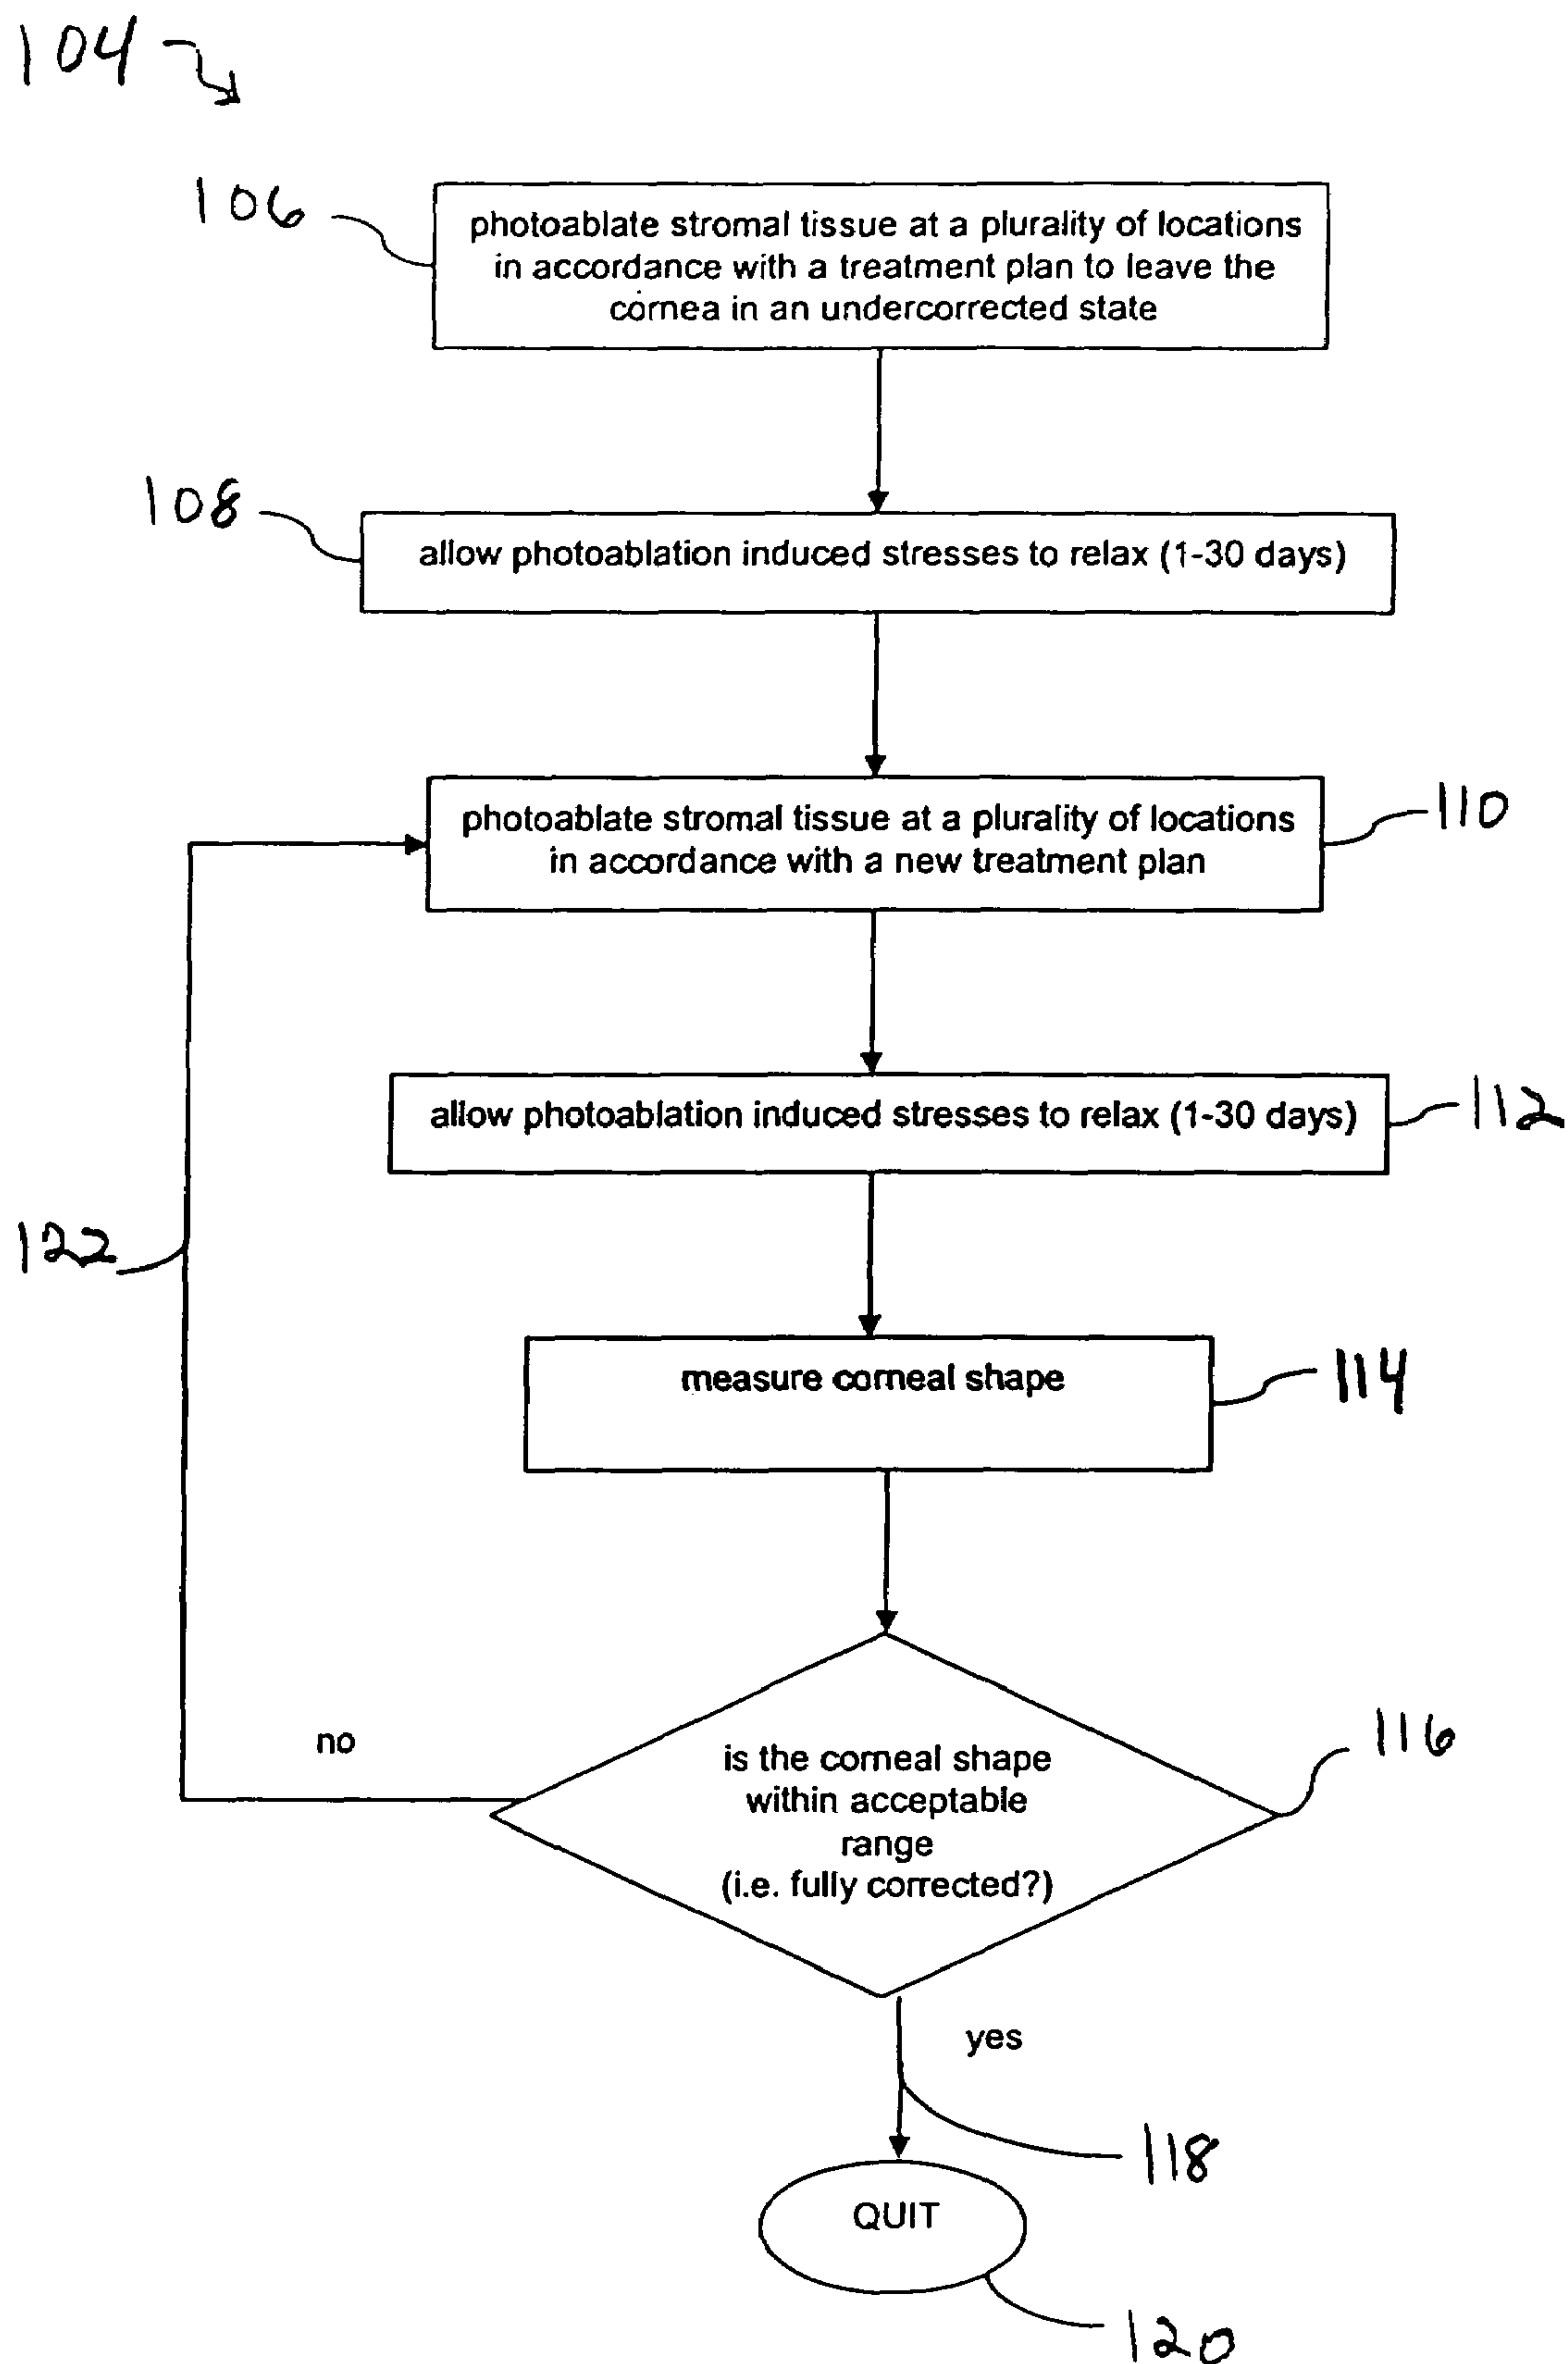 104
106
photoablate stromal tissue at a plurality of locations
in accordance with a treatment plan to leave the
cornea in an undercorrected state
108
allow photoablation induced stresses to relax (1-30 days)
photoablate stromal tissue at a plurality of locations
in accordance with a new treatment plan
110
allow photoablation induced stresses to relax (1-30 days)
112
122
measure corneal shape
114
no
is the corneal shape
within acceptable
range
(i.e. fully corrected?)
116
yes
118
QUIT
120